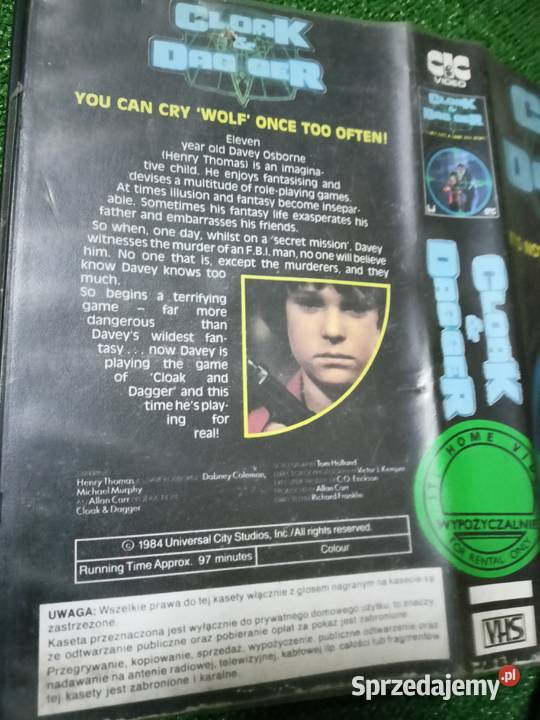 CLOAK
&
DAGGER
YOU CAN CRY 'WOLF' ONCE TOO OFTEN!
Eleven
year old Davey Osborne
(Henry Thomas) is an imagina-
tive child. He enjoys fantasising and
devises a multitude of role-playing games.
At times illusion and fantasy become insepar-
able. Sometimes his fantasy life exasperates his
father and embarrasses his friends.
So when, one day, whilst on a 'secret mission', Davey
witnesses the murder of an F.B.I. man, no one will believe
him. No one that is, except the murderers, and they
know Davey knows too
much.
So begins a terrifying
game – far more
dangerous than
Davey's wildest fan-
tasy . . . now Davey is
playing the game
of 'Cloak and
Dagger' and this
time he's play-
ing for
real!
Henry Thomas Dabney Coleman,
Michael Murphy
Allan Carr
Cloak & Dagger
Tom Holland
Victor J. Kemper
C.O. Erickson
Allan Carr
Richard Franklin
© 1984 Universal City Studios, Inc./All rights reserved.
Running Time Approx. 97 minutes
Colour
UWAGA: Wszelkie prawa do tej kasety włącznie z głosem nagranym na kasecie są
zastrzeżone.
Kaseta przeznaczona jest wyłącznie do prywatnego domowego użytku, to znaczy,
że odtwarzanie publiczne oraz pobieranie opłat za pokaz jest zabronione.
Przegrywanie, kopiowanie, sprzedaż, wypożyczenie, publiczne odtwarzanie oraz
nadawanie na antenie radiowej, telewizyjnej, kablowej itp. całości lub fragmentów
tej kasety jest zabronione i karalne.
CIC
VIDEO
CLOAK
&
DAGGER
CLOAK
&
DAGGER
HOME VI
WYPOŻYCZALNIE
FOR RENTAL ONLY
VHS
Sprzedajemy.pl